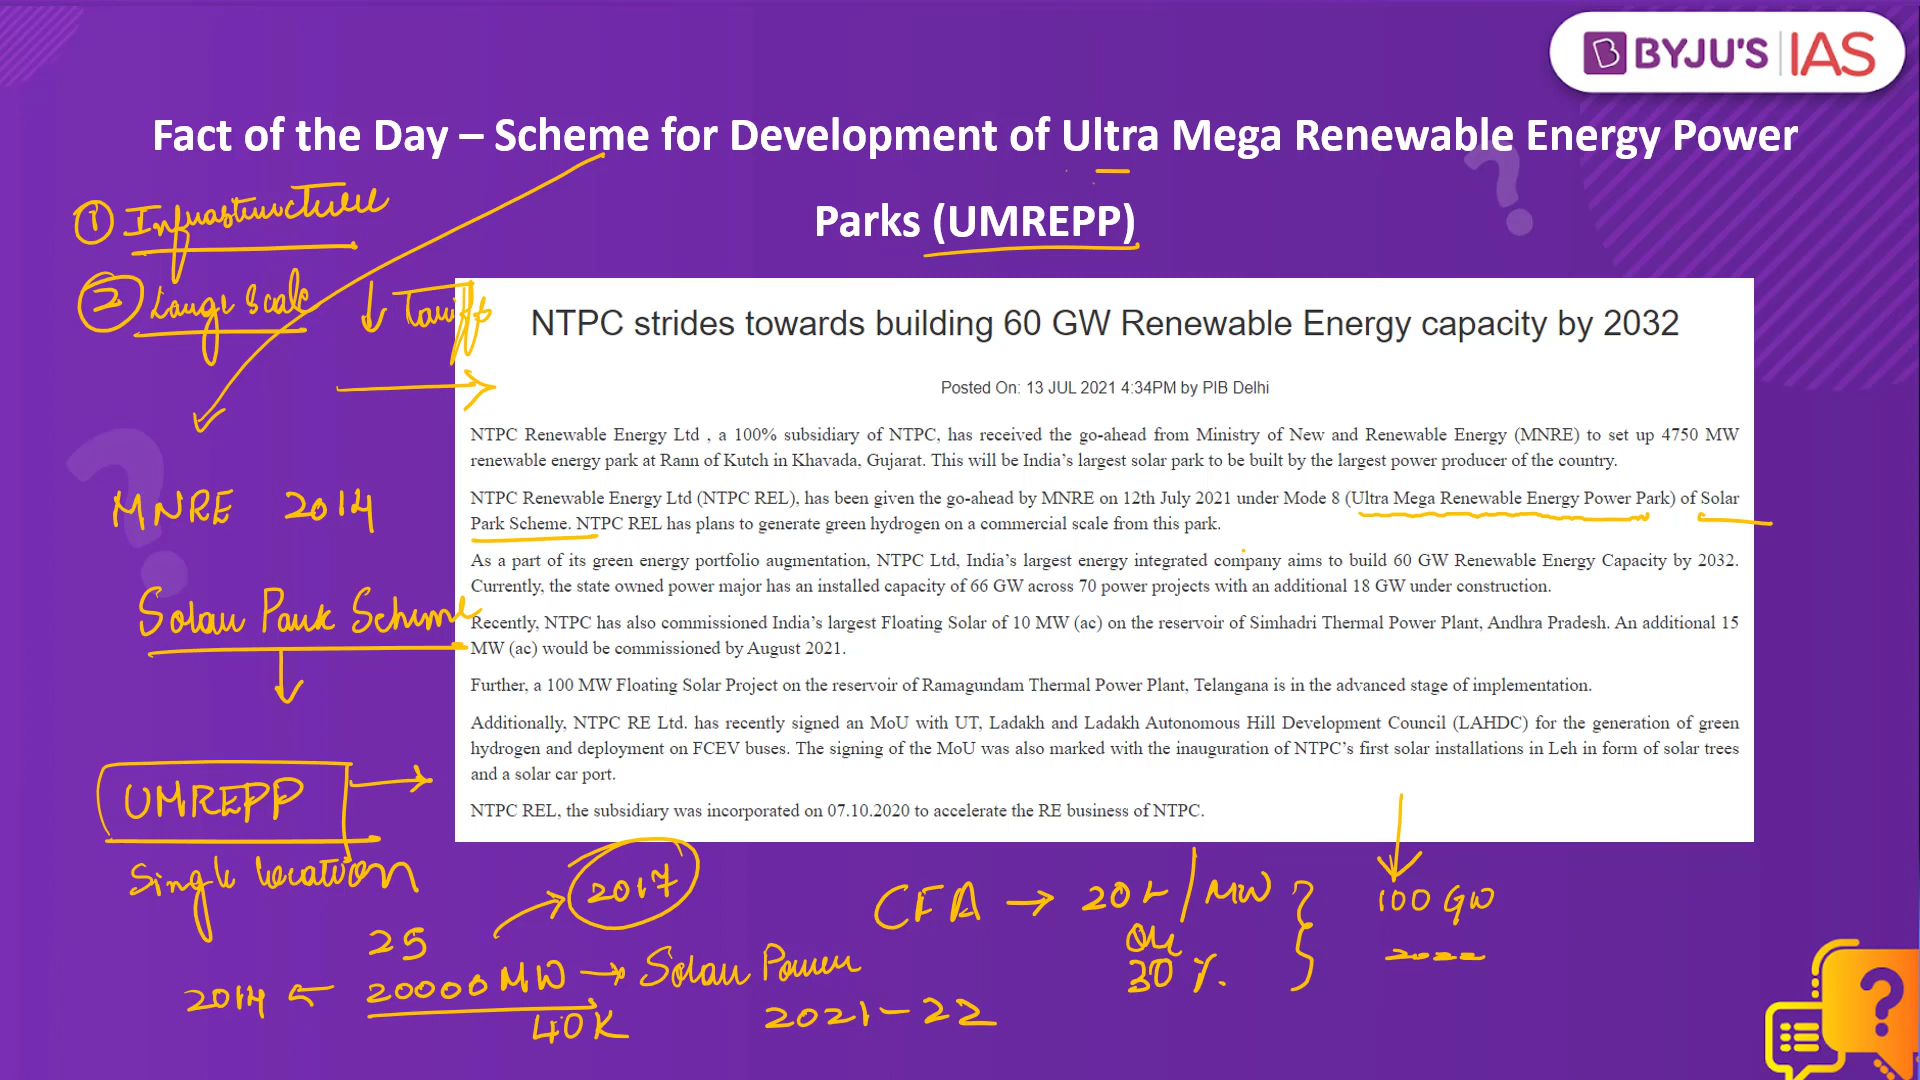 BYJU'S IAS
Fact of the Day – Scheme for Development of Ultra Mega Renewable Energy Power
Parks (UMREPP)
① Infrastructure
② Large Scale
↓ Tariff
NTPC strides towards building 60 GW Renewable Energy capacity by 2032
Posted On: 13 JUL 2021 4:34PM by PIB Delhi
NTPC Renewable Energy Ltd , a 100% subsidiary of NTPC, has received the go-ahead from Ministry of New and Renewable Energy (MNRE) to set up 4750 MW
renewable energy park at Rann of Kutch in Khavada, Gujarat. This will be India's largest solar park to be built by the largest power producer of the country.
NTPC Renewable Energy Ltd (NTPC REL), has been given the go-ahead by MNRE on 12th July 2021 under Mode 8 (Ultra Mega Renewable Energy Power Park) of Solar
Park Scheme. NTPC REL has plans to generate green hydrogen on a commercial scale from this park.
As a part of its green energy portfolio augmentation, NTPC Ltd, India's largest energy integrated company aims to build 60 GW Renewable Energy Capacity by 2032.
Currently, the state owned power major has an installed capacity of 66 GW across 70 power projects with an additional 18 GW under construction.
Recently, NTPC has also commissioned India's largest Floating Solar of 10 MW (ac) on the reservoir of Simhadri Thermal Power Plant, Andhra Pradesh. An additional 15
MW (ac) would be commissioned by August 2021.
Further, a 100 MW Floating Solar Project on the reservoir of Ramagundam Thermal Power Plant, Telangana is in the advanced stage of implementation.
Additionally, NTPC RE Ltd. has recently signed an MoU with UT, Ladakh and Ladakh Autonomous Hill Development Council (LAHDC) for the generation of green
hydrogen and deployment on FCEV buses. The signing of the MoU was also marked with the inauguration of NTPC's first solar installations in Leh in form of solar trees
and a solar car port.
NTPC REL, the subsidiary was incorporated on 07.10.2020 to accelerate the RE business of NTPC.
MNRE 2014
Solar Park Scheme
UMREPP
Single location
25
2014 ← 20000 MW → Solar Power
40K
2021-22
2017
CFA → 20L/MW
or
30%
100 GW
2022